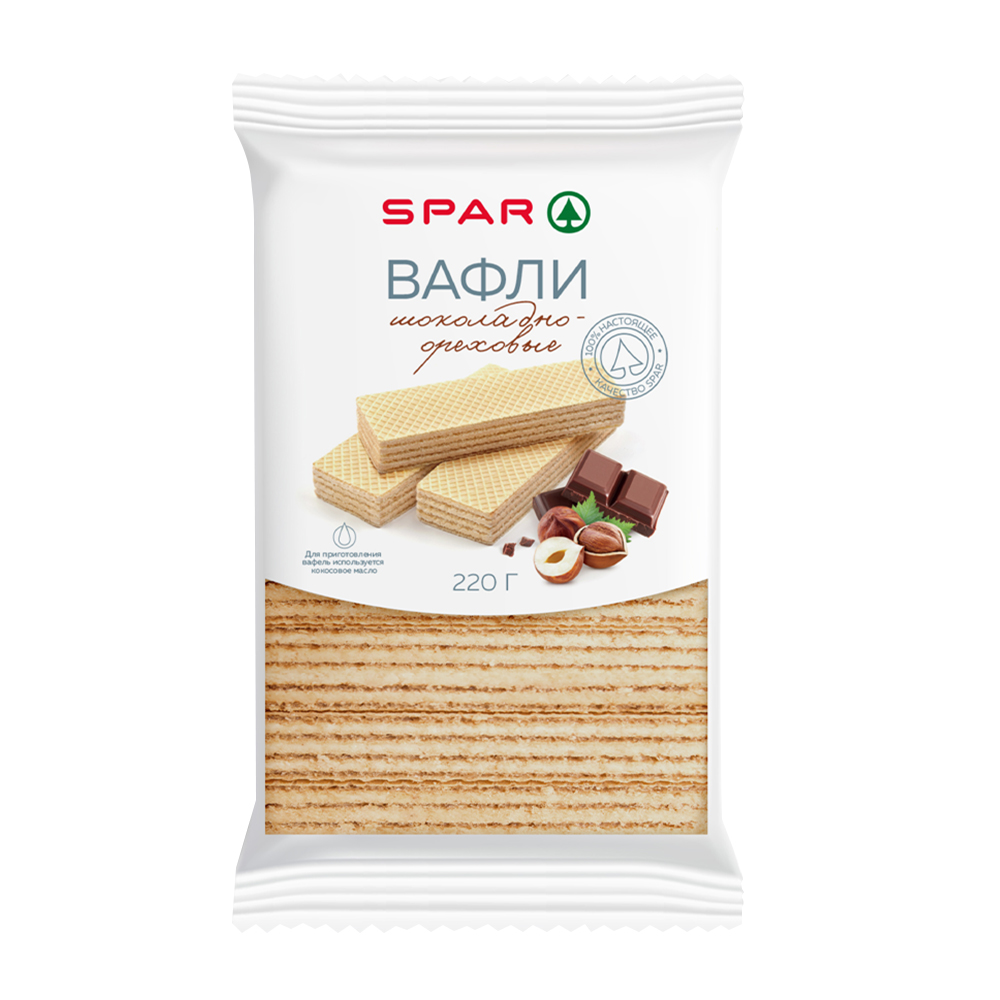 SPAR
ВАФЛИ
шоколадно-
ореховые
100% НАСТОЯЩЕЕ
КАЧЕСТВО SPAR
Для приготовления
вафель используется
кокосовое масло
220 Г